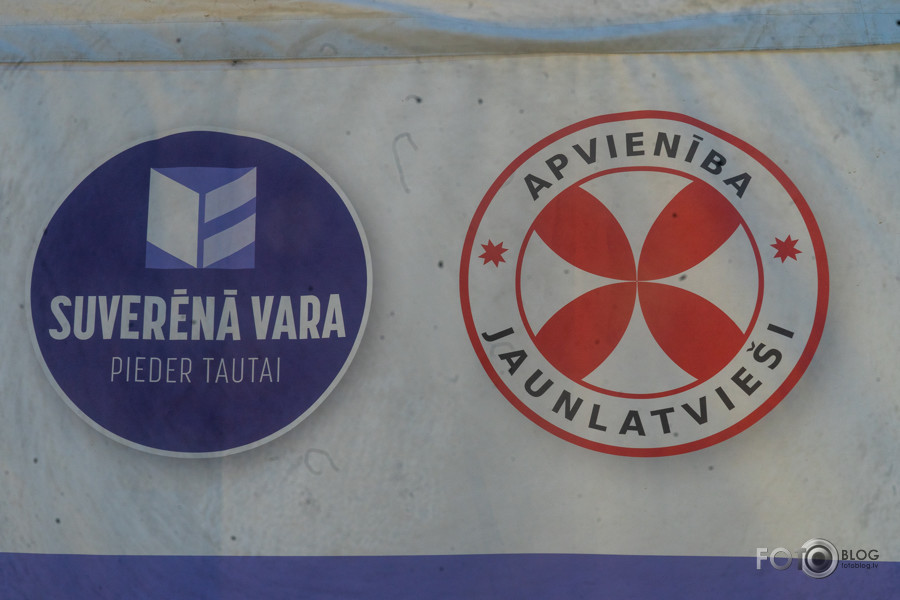 SUVERĒNĀ VARA
PIEDER TAUTAI
APVIENĪBA
JAUNLATVIEŠI
FOTO BLOG
fotoblog.lv